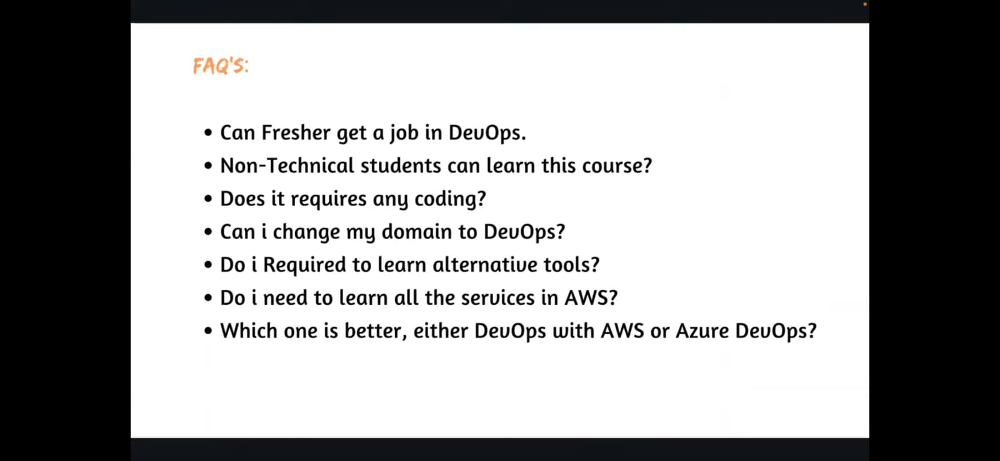 FAQ'S:
• Can Fresher get a job in DevOps.
• Non-Technical students can learn this course?
• Does it requires any coding?
• Can i change my domain to DevOps?
• Do i Required to learn alternative tools?
• Do i need to learn all the services in AWS?
• Which one is better, either DevOps with AWS or Azure DevOps?